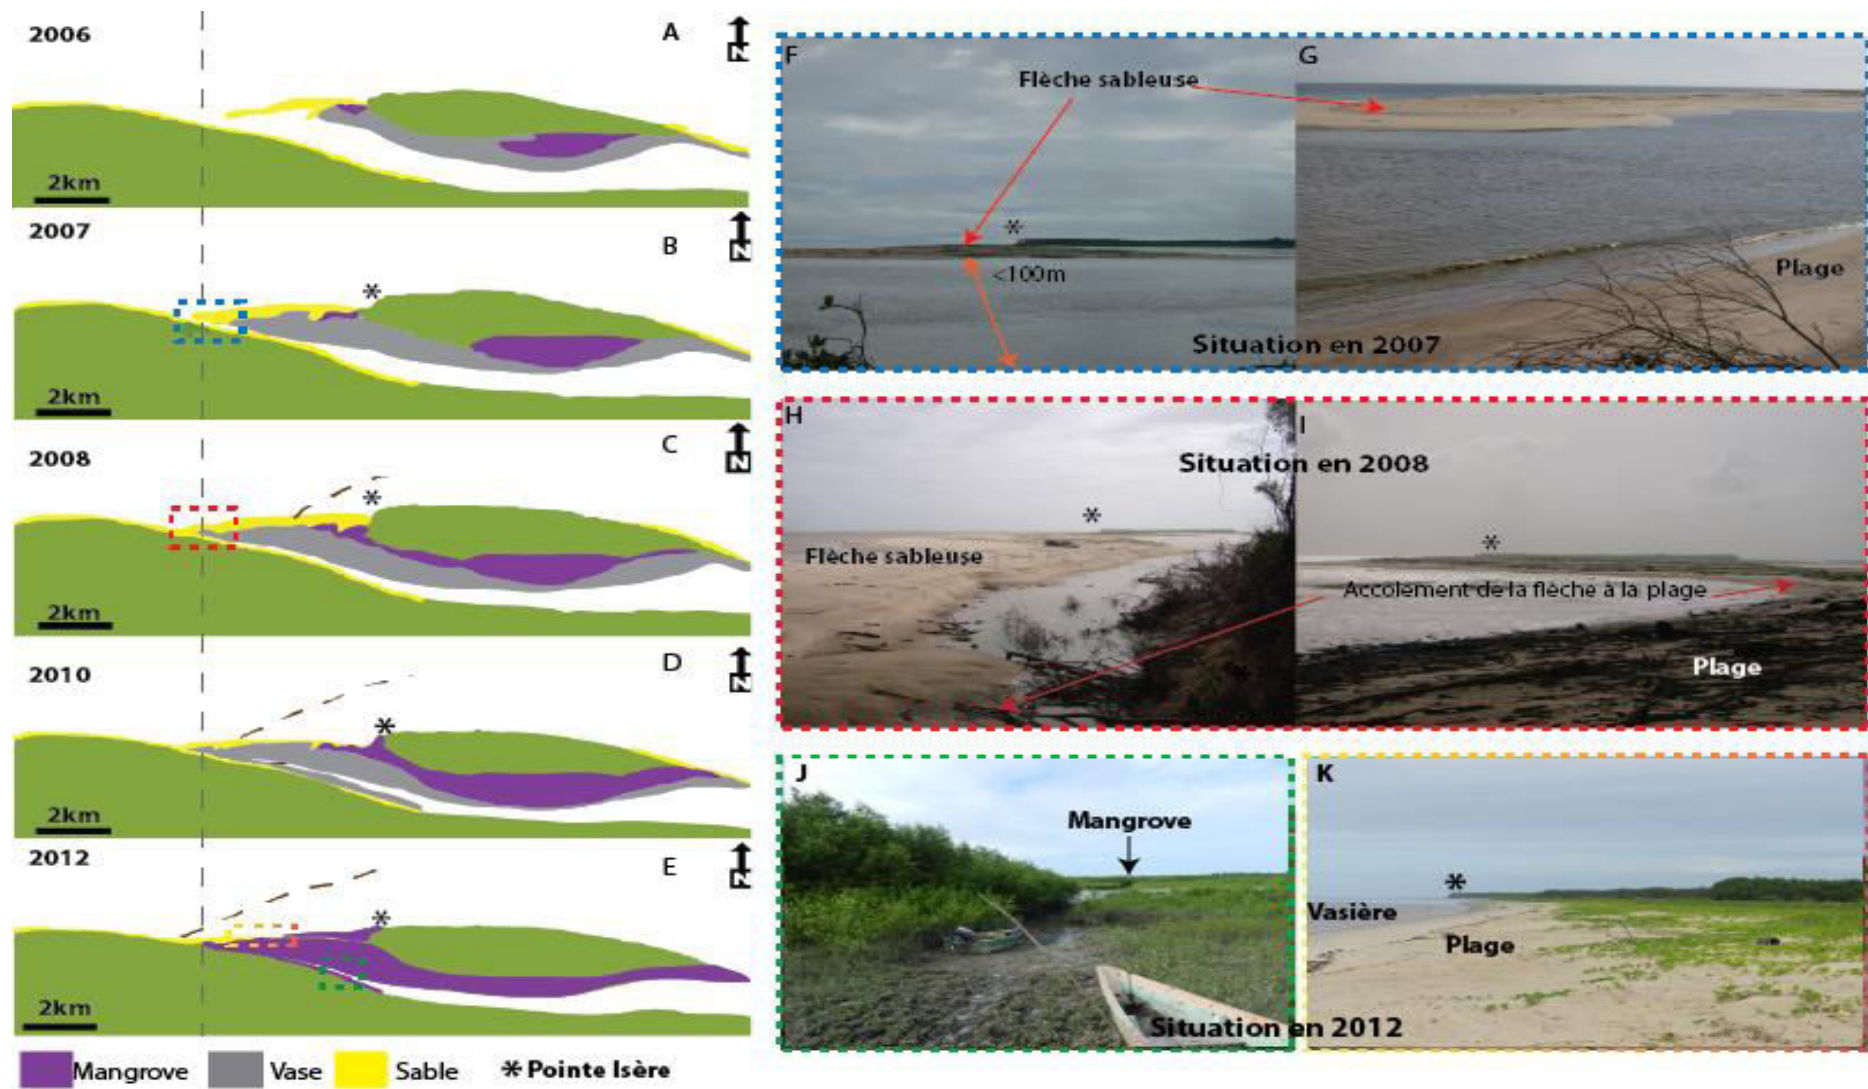 2006
A
N
2km
2007
B
N
*
2km
2008
C
N
*
2km
2010
D
N
*
2km
2012
E
N
*
2km
Mangrove
Vase
Sable
* Pointe Isère
F
G
Flèche sableuse
*
<100m
Plage
Situation en 2007
H
I
Situation en 2008
*
*
Flèche sableuse
Accolement de la flèche à la plage
Plage
J
K
Mangrove
*
Vasière
Plage
Situation en 2012